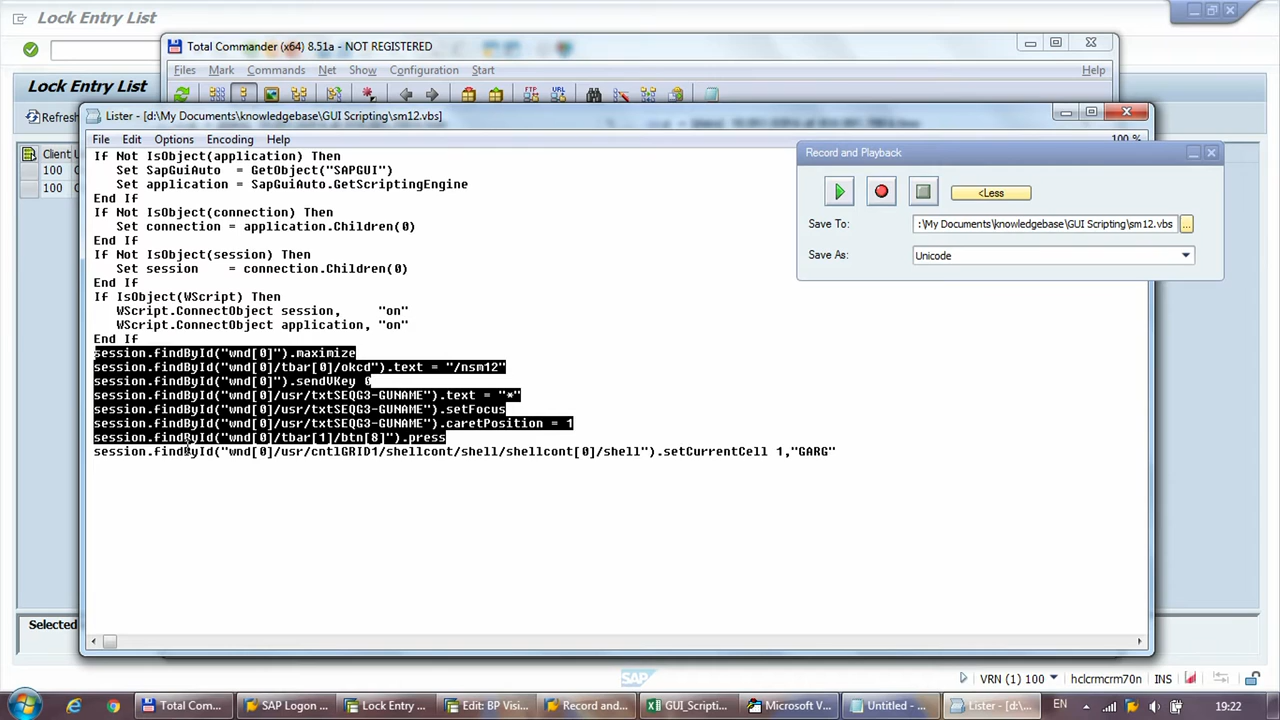 Lock Entry List
Total Commander (x64) 8.51a - NOT REGISTERED
Files Mark Commands Net Show Configuration Start Help
Lock Entry List
Refresh
Lister - [d:\My Documents\knowledgebase\GUI Scripting\sm12.vbs]
File Edit Options Encoding Help 100 %
Client U
100
100
If Not IsObject(application) Then
Set SapGuiAuto = GetObject("SAPGUI")
Set application = SapGuiAuto.GetScriptingEngine
End If
If Not IsObject(connection) Then
Set connection = application.Children(0)
End If
If Not IsObject(session) Then
Set session = connection.Children(0)
End If
If IsObject(WScript) Then
WScript.ConnectObject session, "on"
WScript.ConnectObject application, "on"
End If
session.findById("wnd[0]").maximize
session.findById("wnd[0]/tbar[0]/okcd").text = "/nsm12"
session.findById("wnd[0]").sendVKey 0
session.findById("wnd[0]/usr/txtSEQG3-GUNAME").text = "*"
session.findById("wnd[0]/usr/txtSEQG3-GUNAME").setFocus
session.findById("wnd[0]/usr/txtSEQG3-GUNAME").caretPosition = 1
session.findById("wnd[0]/tbar[1]/btn[8]").press
session.findById("wnd[0]/usr/cntlGRID1/shellcont/shell/shellcont[0]/shell").setCurrentCell 1,"GARG"
Record and Playback
<Less
Save To: :\My Documents\knowledgebase\GUI Scripting\sm12.vbs ...
Save As: Unicode
Selected
SAP
VRN (1) 100 hclcrmcrm70n INS
Total Com... SAP Logon ... Lock Entry ... Edit: BP Visi... Record and... GUI_Scripti... Microsoft V... Untitled - ... Lister - [d:\... EN 19:22